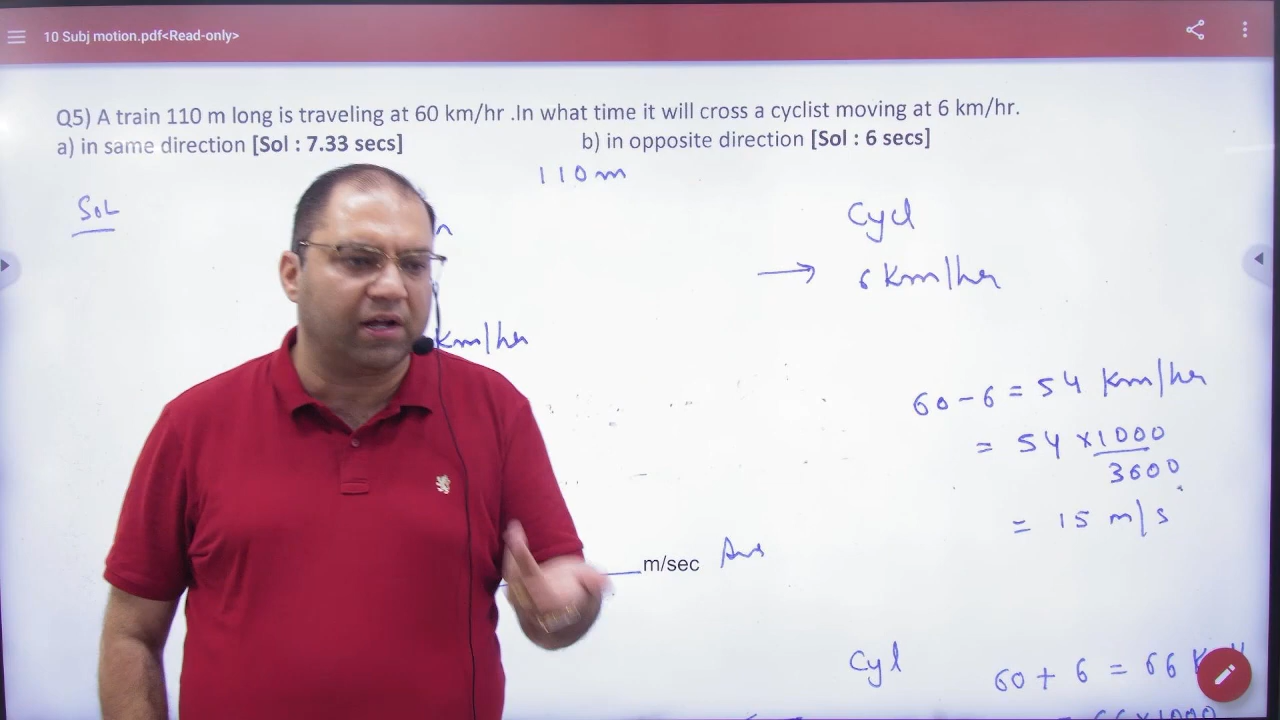 10 Subj motion.pdf<Read-only>
Q5) A train 110 m long is traveling at 60 km/hr .In what time it will cross a cyclist moving at 6 km/hr.
a) in same direction [Sol : 7.33 secs] b) in opposite direction [Sol : 6 secs]
110m
SOL
n
Cycl
→ 6 Km/hr
km/hr
60-6 = 54 Km/hr
= 54 ×1000
3600
= 15 m/s
m/sec Ans
Cyl
60+ 6 = 66 K
= 66×1000